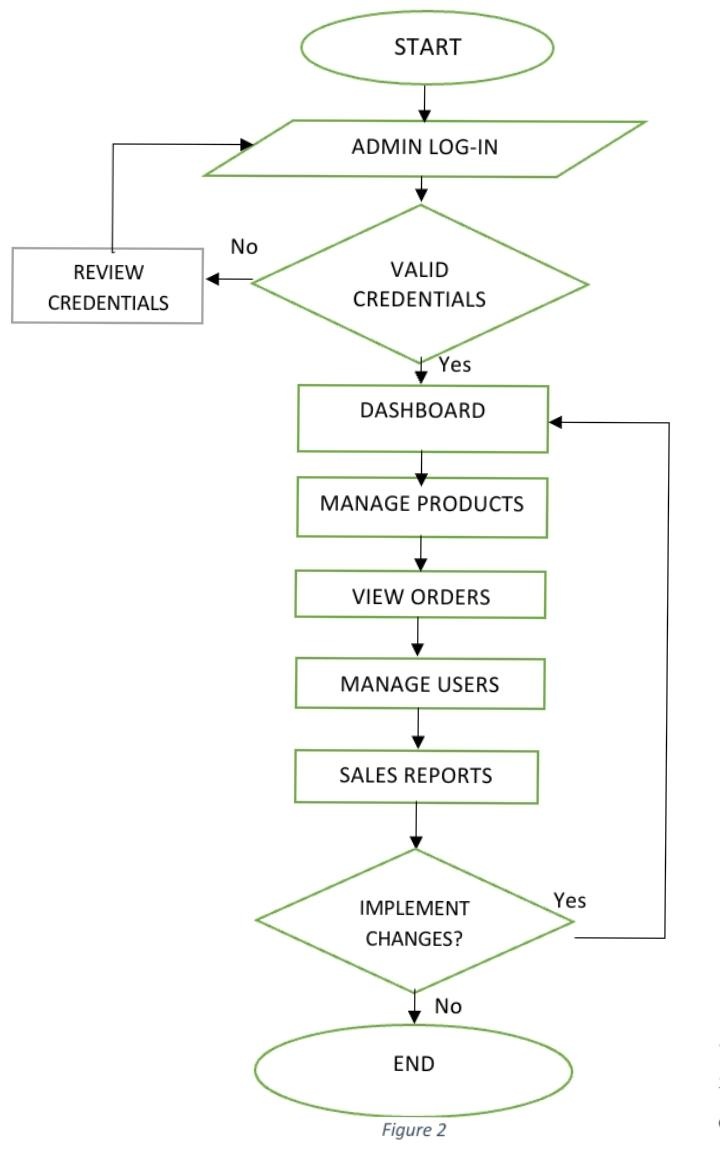 START
ADMIN LOG-IN
No
REVIEW
CREDENTIALS
VALID
CREDENTIALS
Yes
DASHBOARD
MANAGE PRODUCTS
VIEW ORDERS
MANAGE USERS
SALES REPORTS
Yes
IMPLEMENT
CHANGES?
No
END
Figure 2